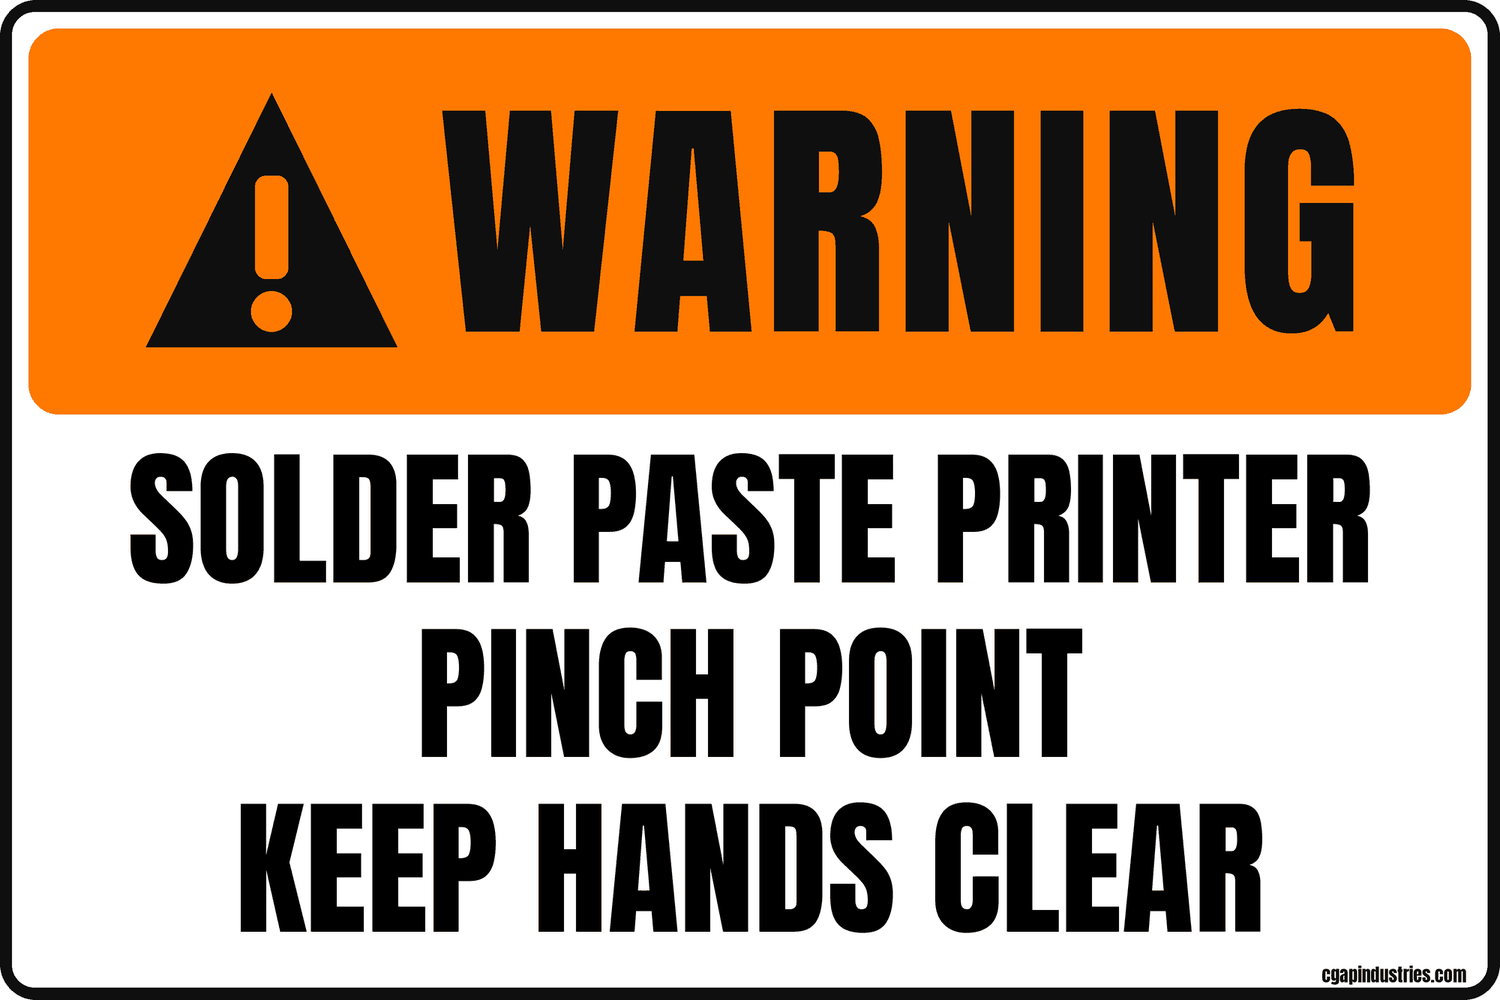 WARNING
SOLDER PASTE PRINTER
PINCH POINT
KEEP HANDS CLEAR
cgapindustries.com